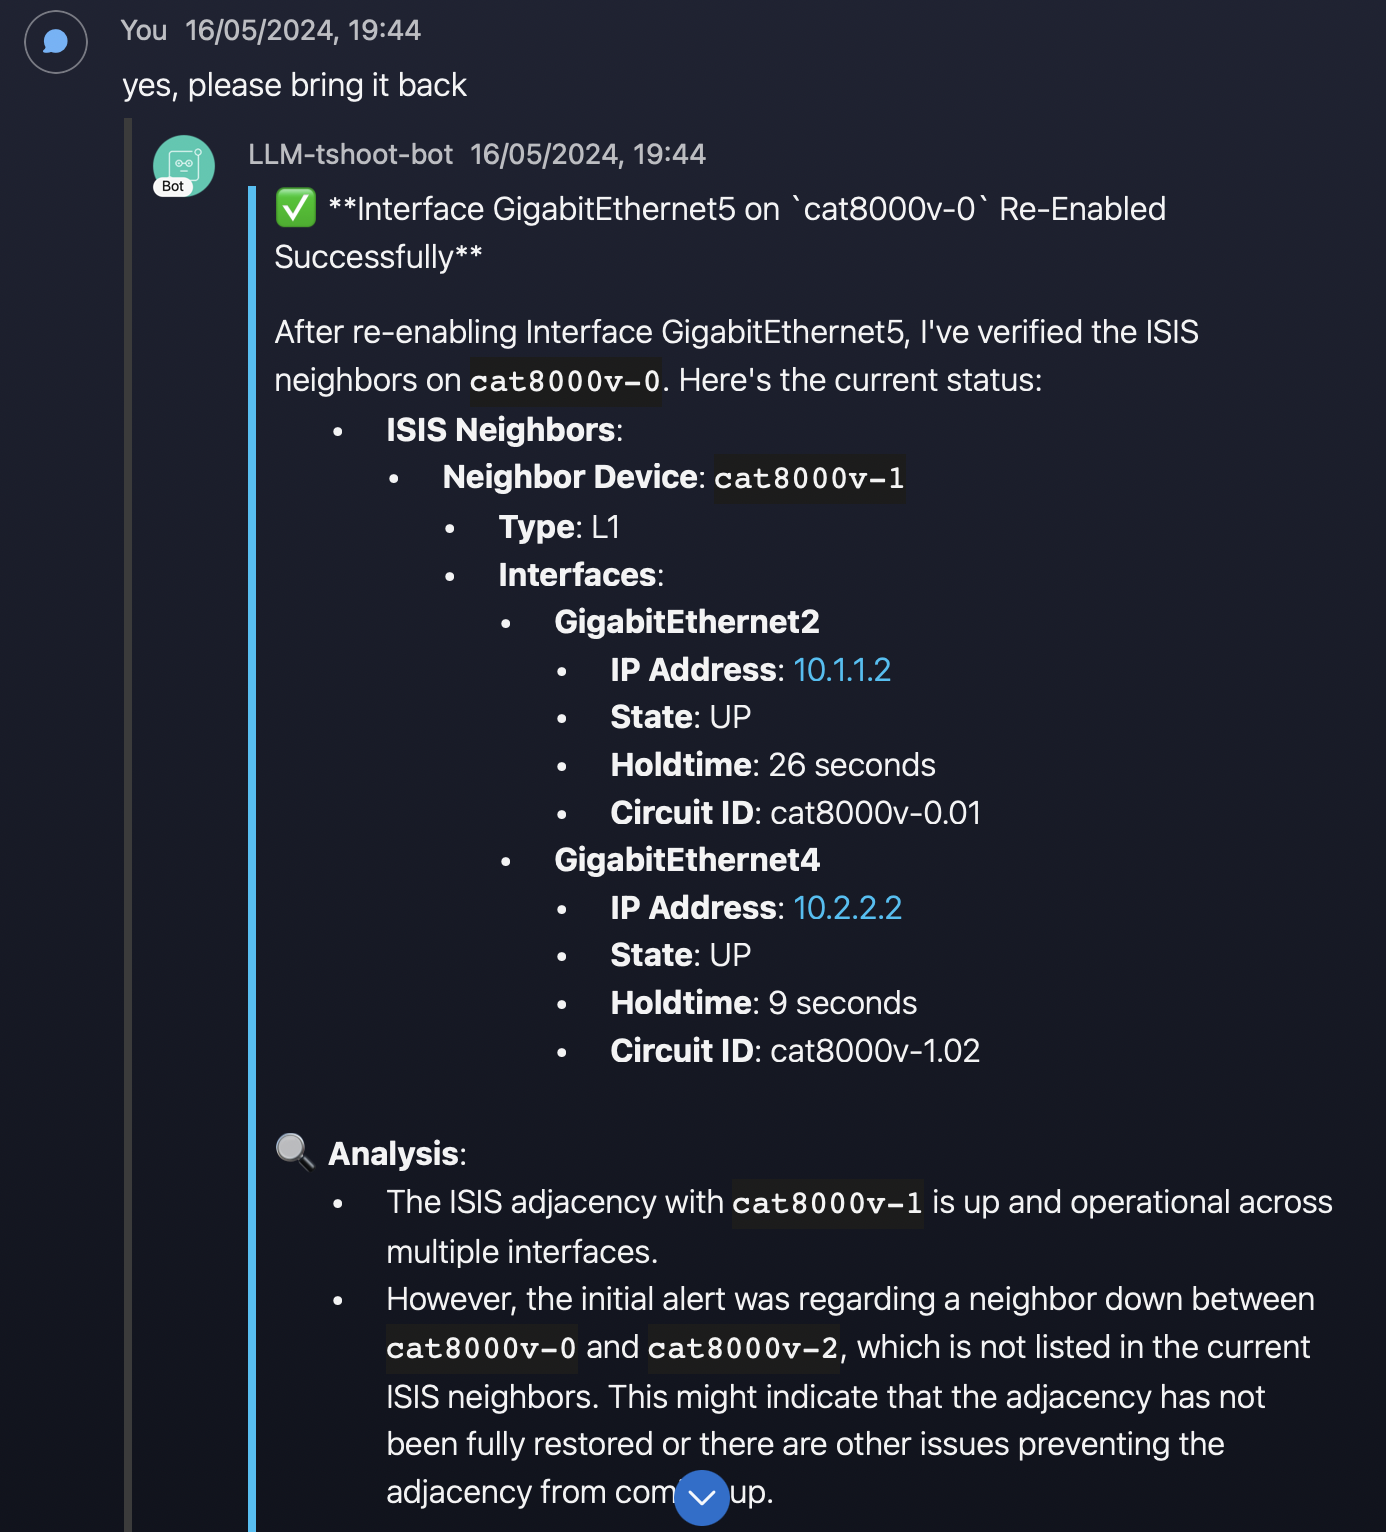 You 16/05/2024, 19:44
yes, please bring it back
LLM-tshoot-bot 16/05/2024, 19:44
Bot
✅ **Interface GigabitEthernet5 on `cat8000v-0` Re-Enabled
Successfully**
After re-enabling Interface GigabitEthernet5, I've verified the ISIS
neighbors on cat8000v-0. Here's the current status:
• ISIS Neighbors:
• Neighbor Device: cat8000v-1
• Type: L1
• Interfaces:
• GigabitEthernet2
• IP Address: 10.1.1.2
• State: UP
• Holdtime: 26 seconds
• Circuit ID: cat8000v-0.01
• GigabitEthernet4
• IP Address: 10.2.2.2
• State: UP
• Holdtime: 9 seconds
• Circuit ID: cat8000v-1.02
🔍 Analysis:
• The ISIS adjacency with cat8000v-1 is up and operational across
multiple interfaces.
• However, the initial alert was regarding a neighbor down between
cat8000v-0 and cat8000v-2, which is not listed in the current
ISIS neighbors. This might indicate that the adjacency has not
been fully restored or there are other issues preventing the
adjacency from up.